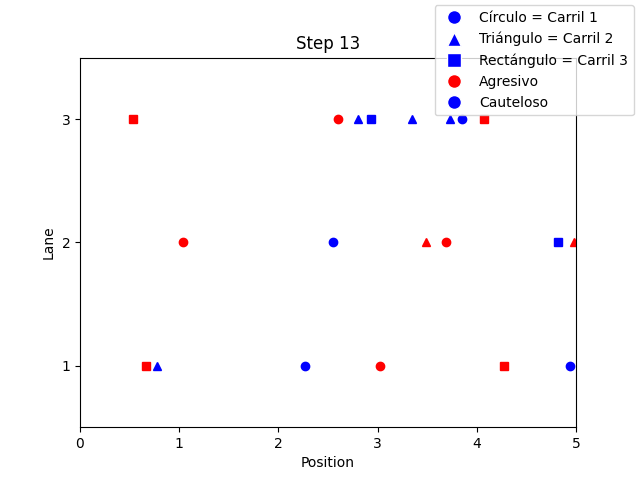 Step 13
Círculo = Carril 1
Triángulo = Carril 2
Rectángulo = Carril 3
Agresivo
Cauteloso
Lane
3
2
1
0 1 2 3 4 5
Position